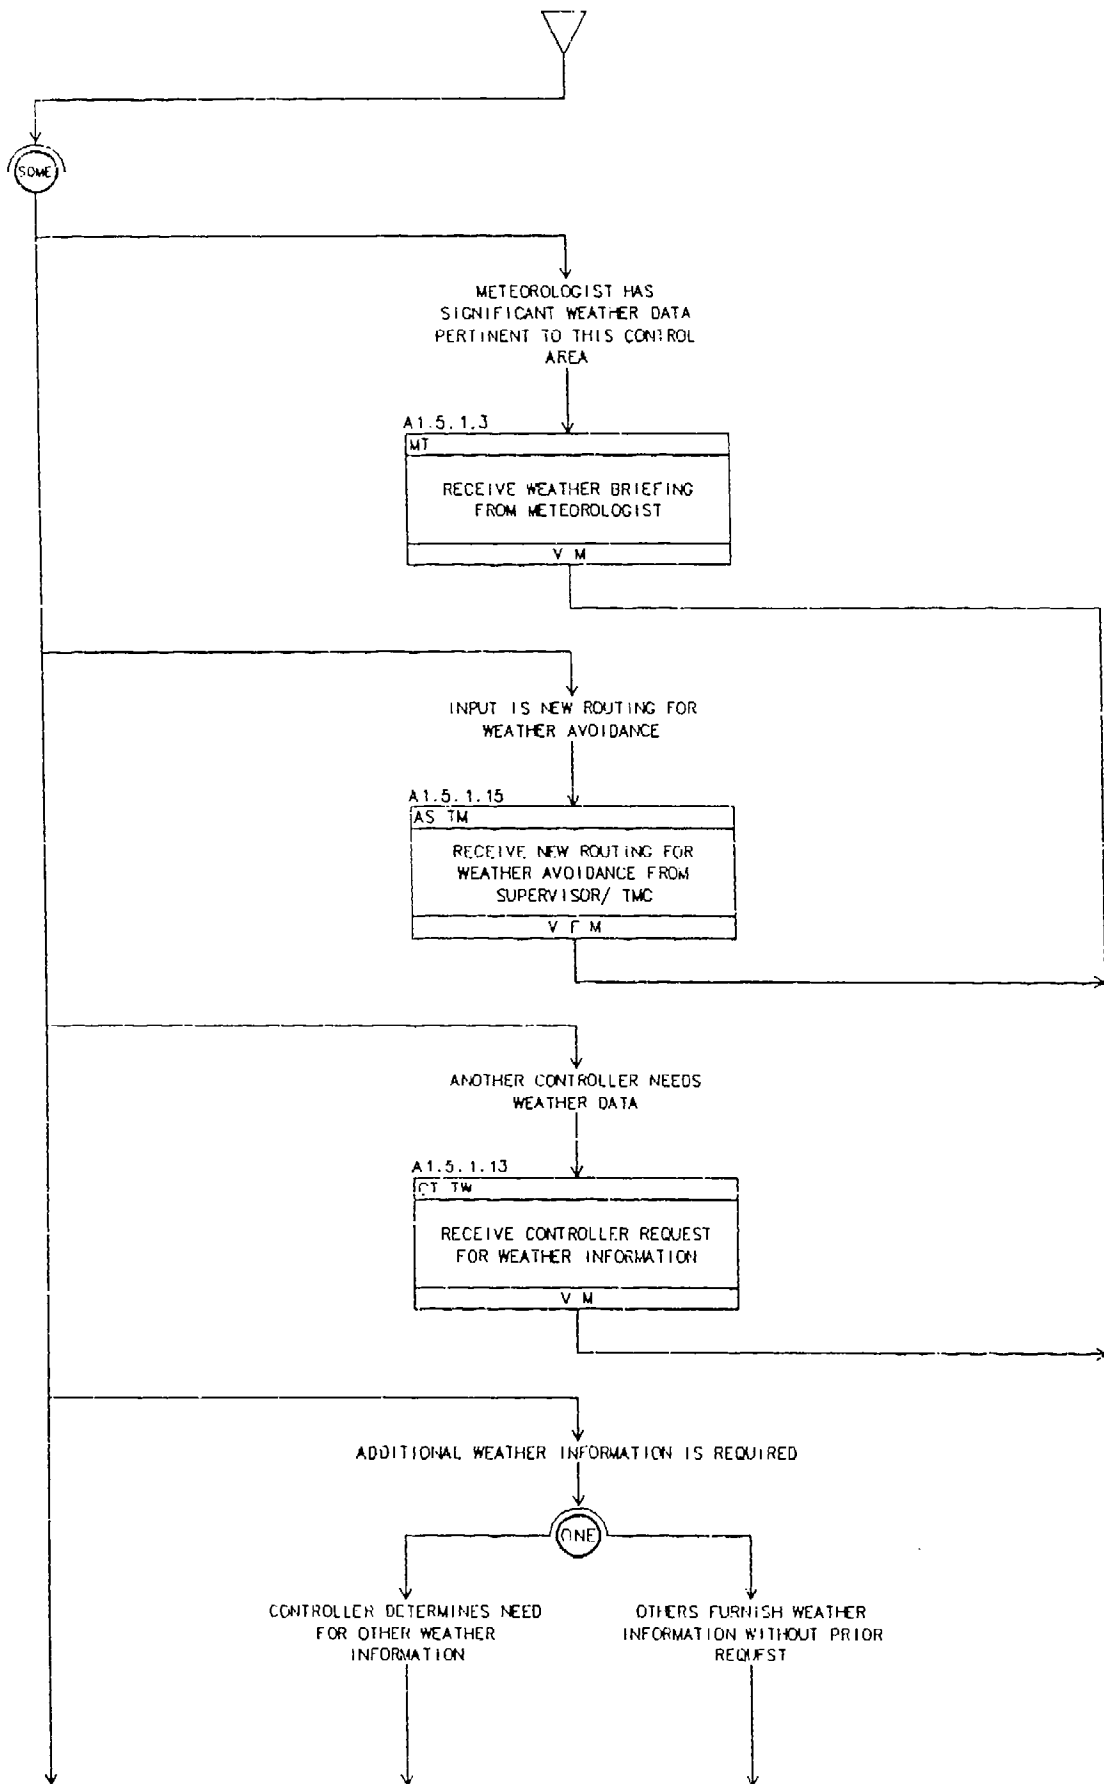 SOME
METEOROLOGIST HAS
SIGNIFICANT WEATHER DATA
PERTINENT TO THIS CONTROL
AREA
A1.5.1.3
MT
RECEIVE WEATHER BRIEFING
FROM METEOROLOGIST
V M
INPUT IS NEW ROUTING FOR
WEATHER AVOIDANCE
A1.5.1.15
AS TM
RECEIVE NEW ROUTING FOR
WEATHER AVOIDANCE FROM
SUPERVISOR/ TMC
V F M
ANOTHER CONTROLLER NEEDS
WEATHER DATA
A1.5.1.13
CT TW
RECEIVE CONTROLLER REQUEST
FOR WEATHER INFORMATION
V M
ADDITIONAL WEATHER INFORMATION IS REQUIRED
ONE
CONTROLLER DETERMINES NEED
FOR OTHER WEATHER
INFORMATION
OTHERS FURNISH WEATHER
INFORMATION WITHOUT PRIOR
REQUEST